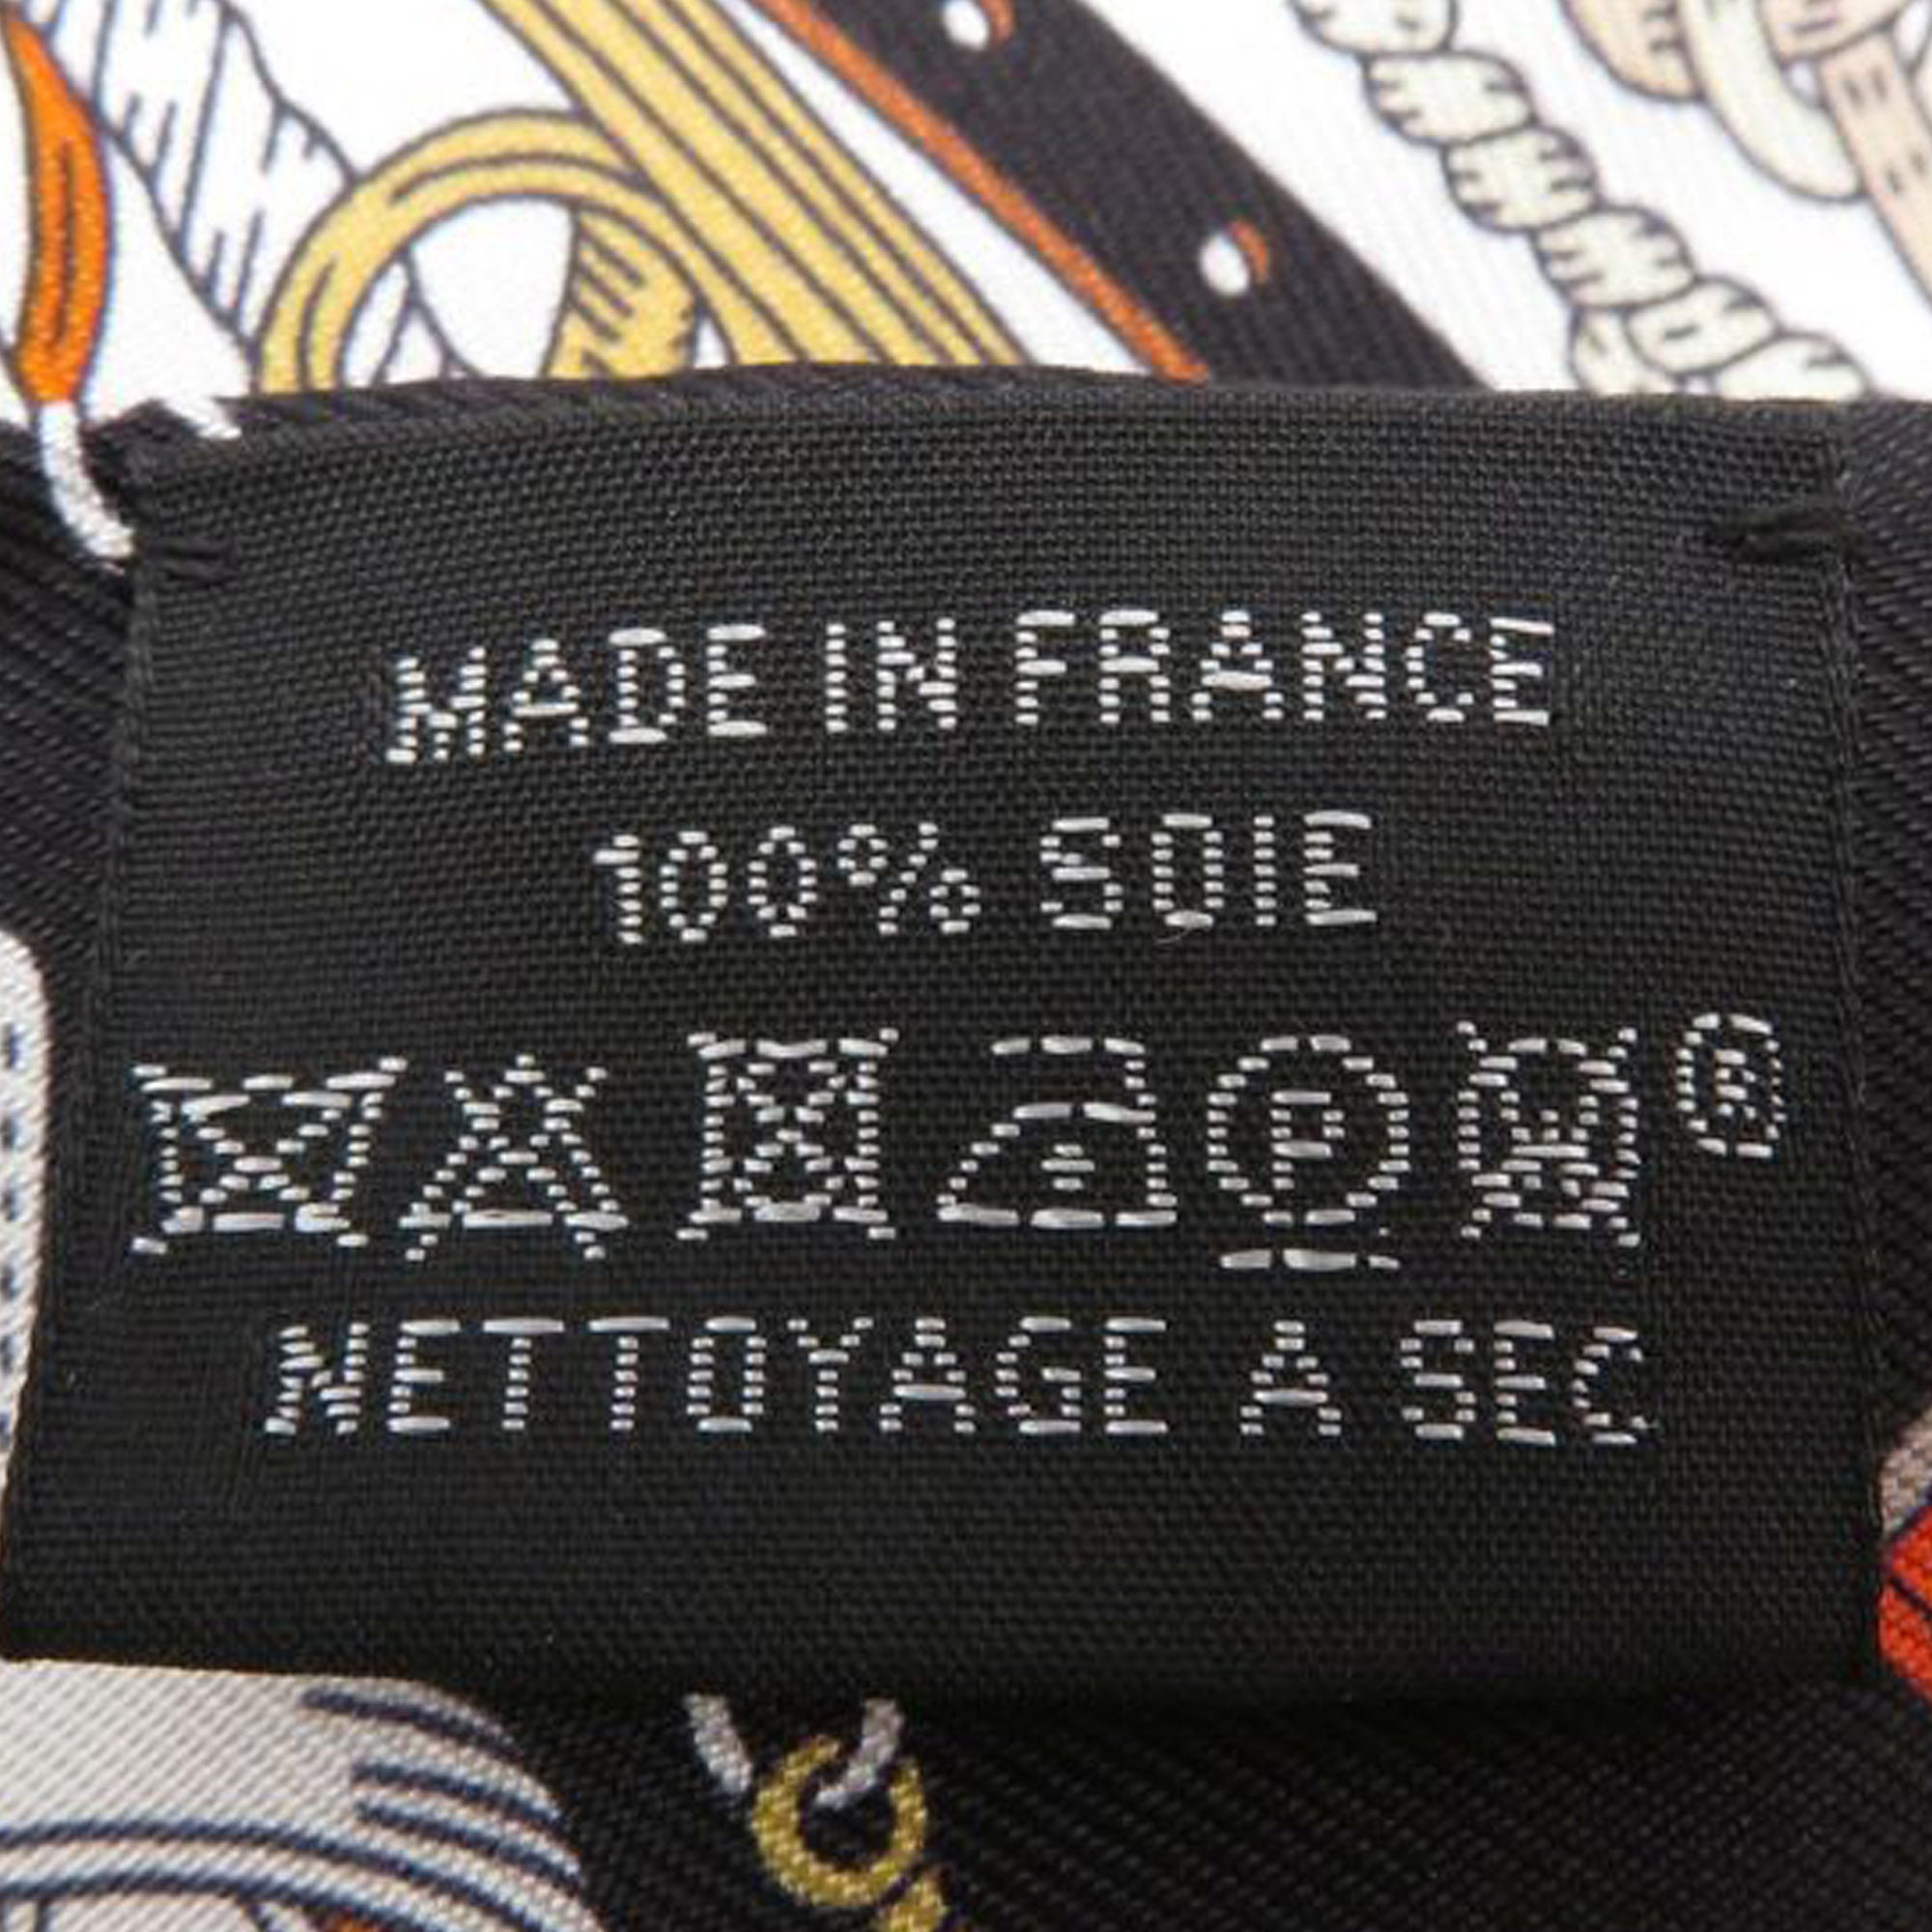 MADE IN FRANCE
100% SOIE
P W ®
NETTOYAGE A SEC